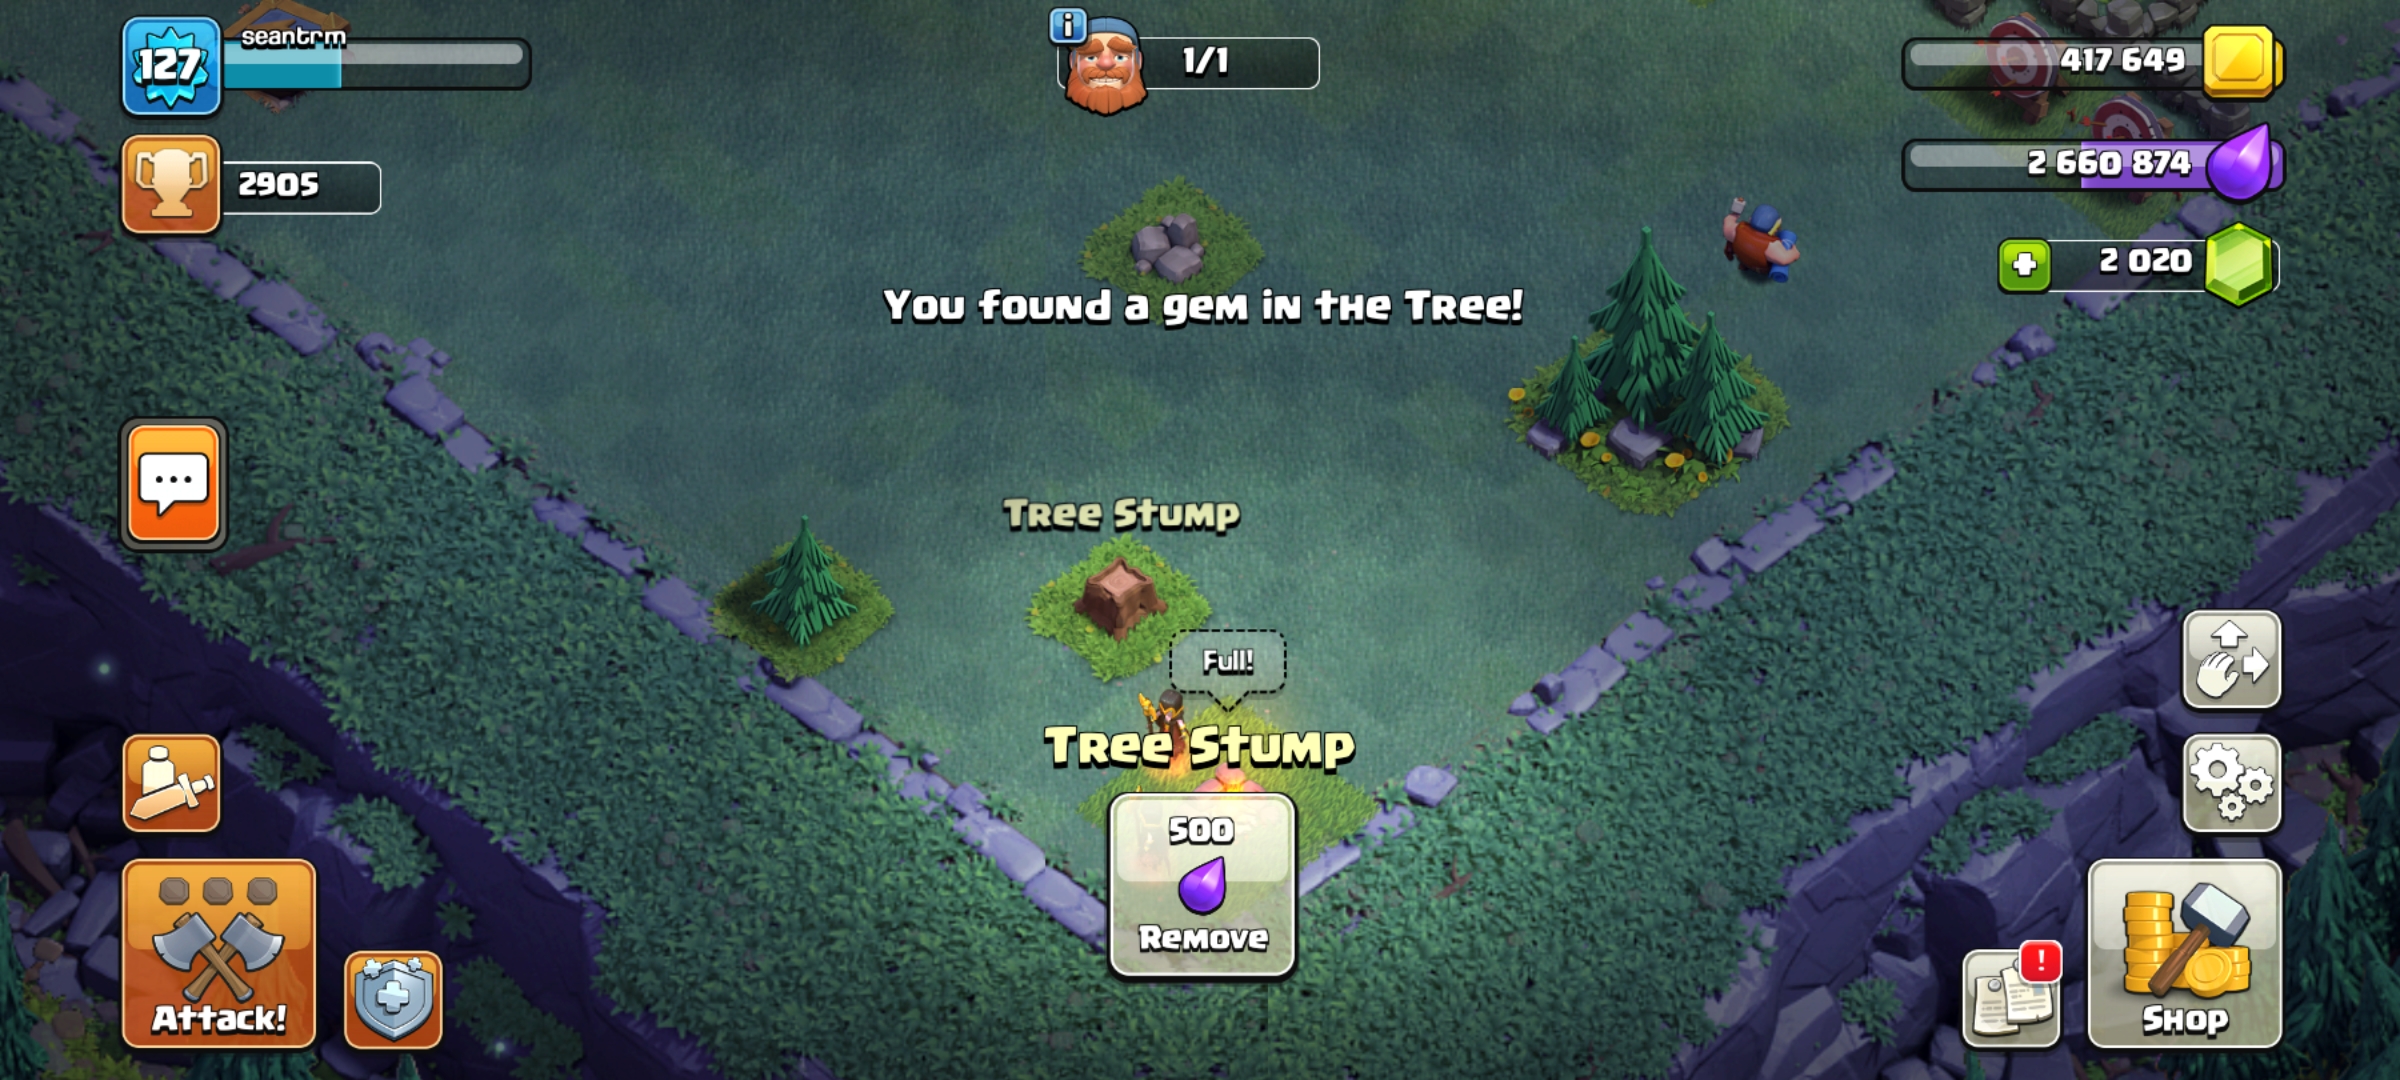 127
seantrm
1/1
417 649
2905
2 660 874
2 020
You found a gem in the Tree!
Tree Stump
Full!
Tree Stump
500
Remove
Attack!
!
Shop